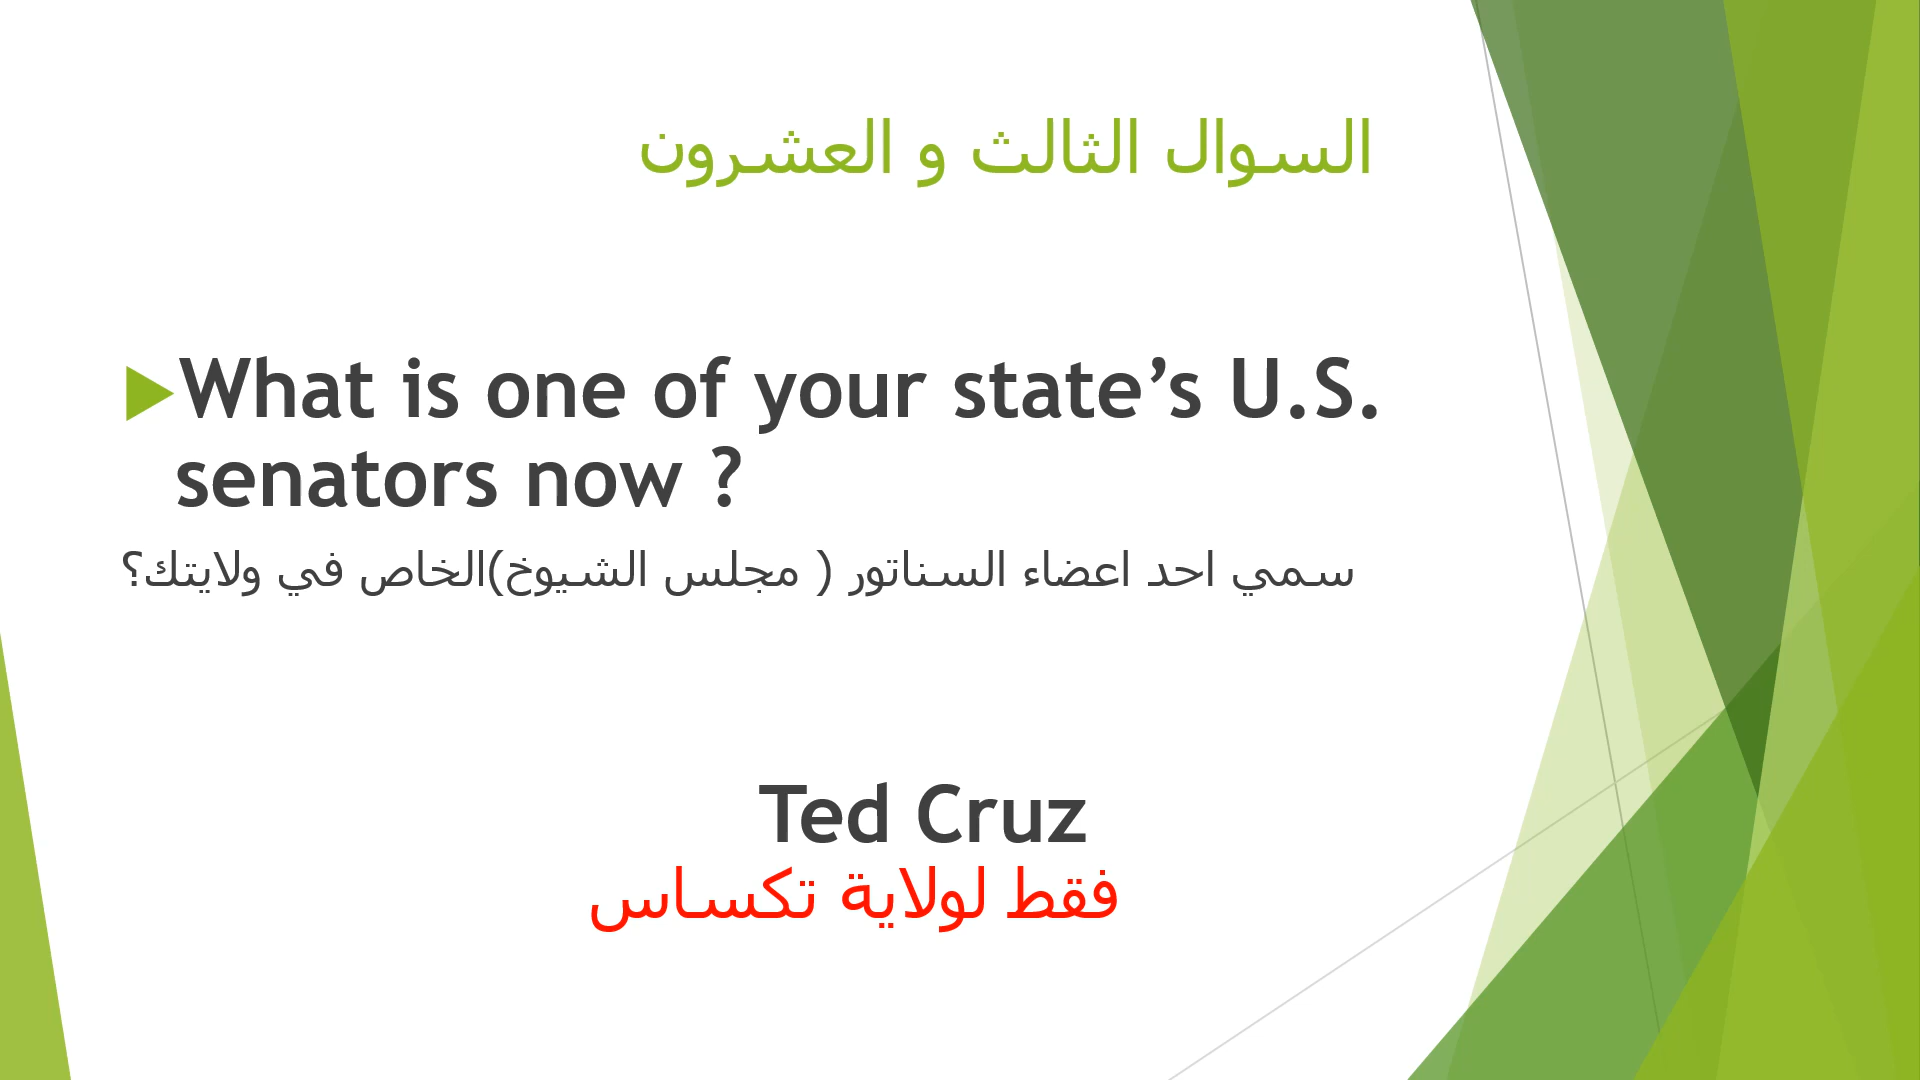 السوال الثالث و العشرون
What is one of your state’s U.S.
senators now ?
سمي احد اعضاء السناتور ( مجلس الشيوخ)الخاص في ولايتك؟
Ted Cruz
فقط لولاية تكساس